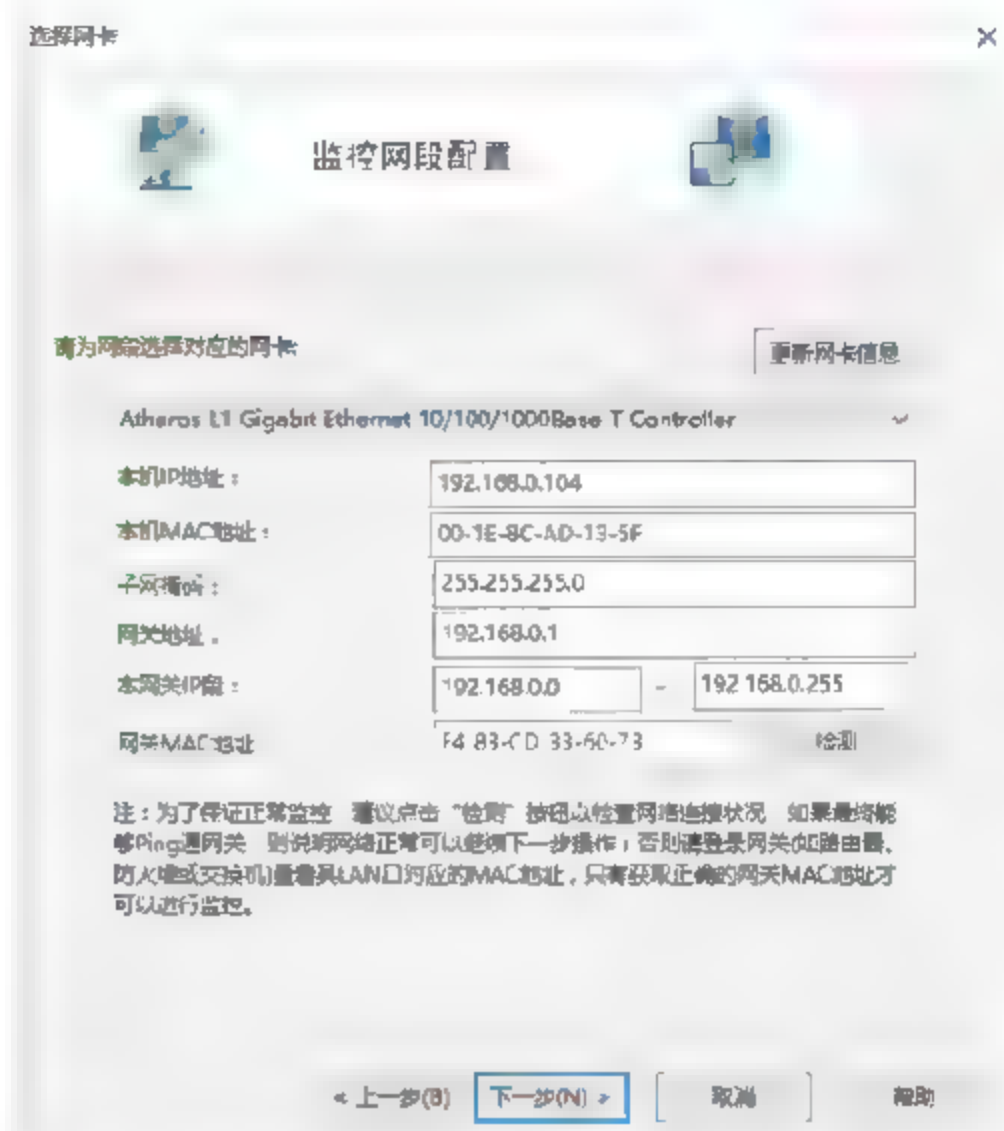 选择网卡
监控网段配置
请为网段选择对应的网卡
更新网卡信息
Atheros L1 Gigabit Ethernet 10/100/1000Base T Controller
本机IP地址：
192.168.0.104
本机MAC地址：
00-1E-8C-AD-13-5F
子网掩码：
255.255.255.0
网关地址：
192.168.0.1
本网关IP段：
192.168.0.0 - 192.168.0.255
网关MAC地址
F4-83-CD-33-60-73 检测
注：为了保证正常监控 建议点击“检测”按钮以检查网络连接状况 如果最终能
够Ping通网关 则说明网络正常可以继续下一步操作；否则请登录网关(如路由器、
防火墙或交换机)查看其LAN口对应的MAC地址，只有获取正确的网关MAC地址才
可以进行监控。
< 上一步(B) 下一步(N) > 取消 帮助